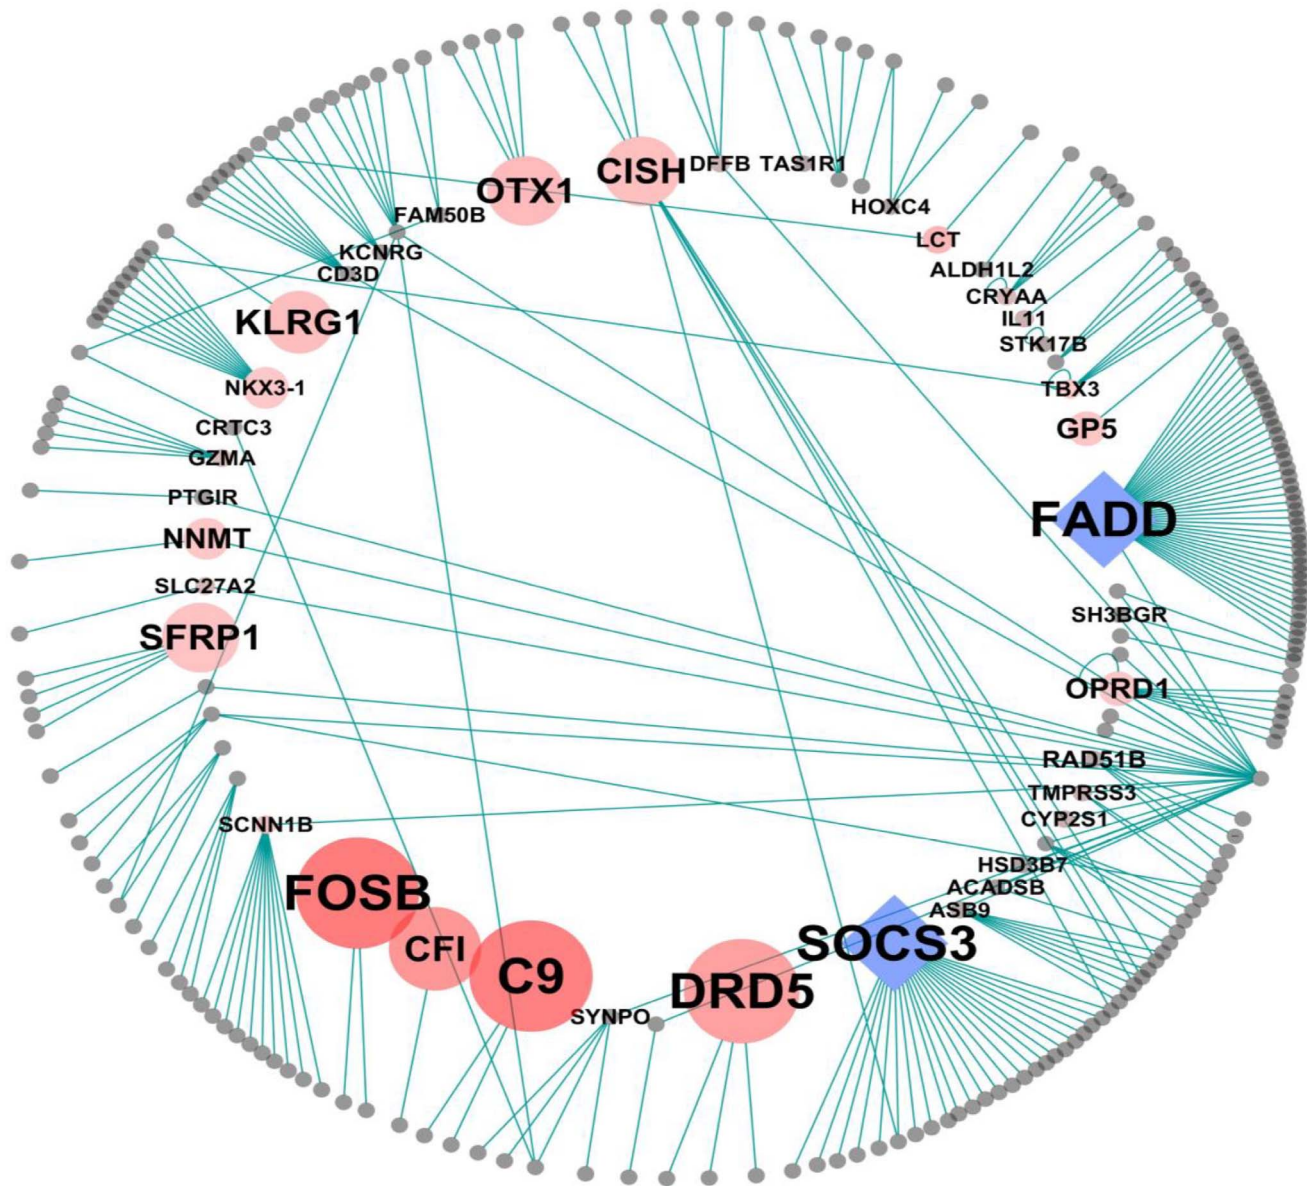 CISH
DFFB
TAS1R1
OTX1
HOXC4
FAM50B
LCT
KCNRG
CD3D
ALDH1L2
CRYAA
IL11
KLRG1
STK17B
NKX3-1
TBX3
CRTC3
GP5
GZMA
PTGIR
FADD
NNMT
SLC27A2
SH3BGR
SFRP1
OPRD1
RAD51B
TMPRSS3
CYP2S1
SCNN1B
HSD3B7
ACADSB
FOSB
ASB9
CFI
SOCS3
C9
DRD5
SYNPO